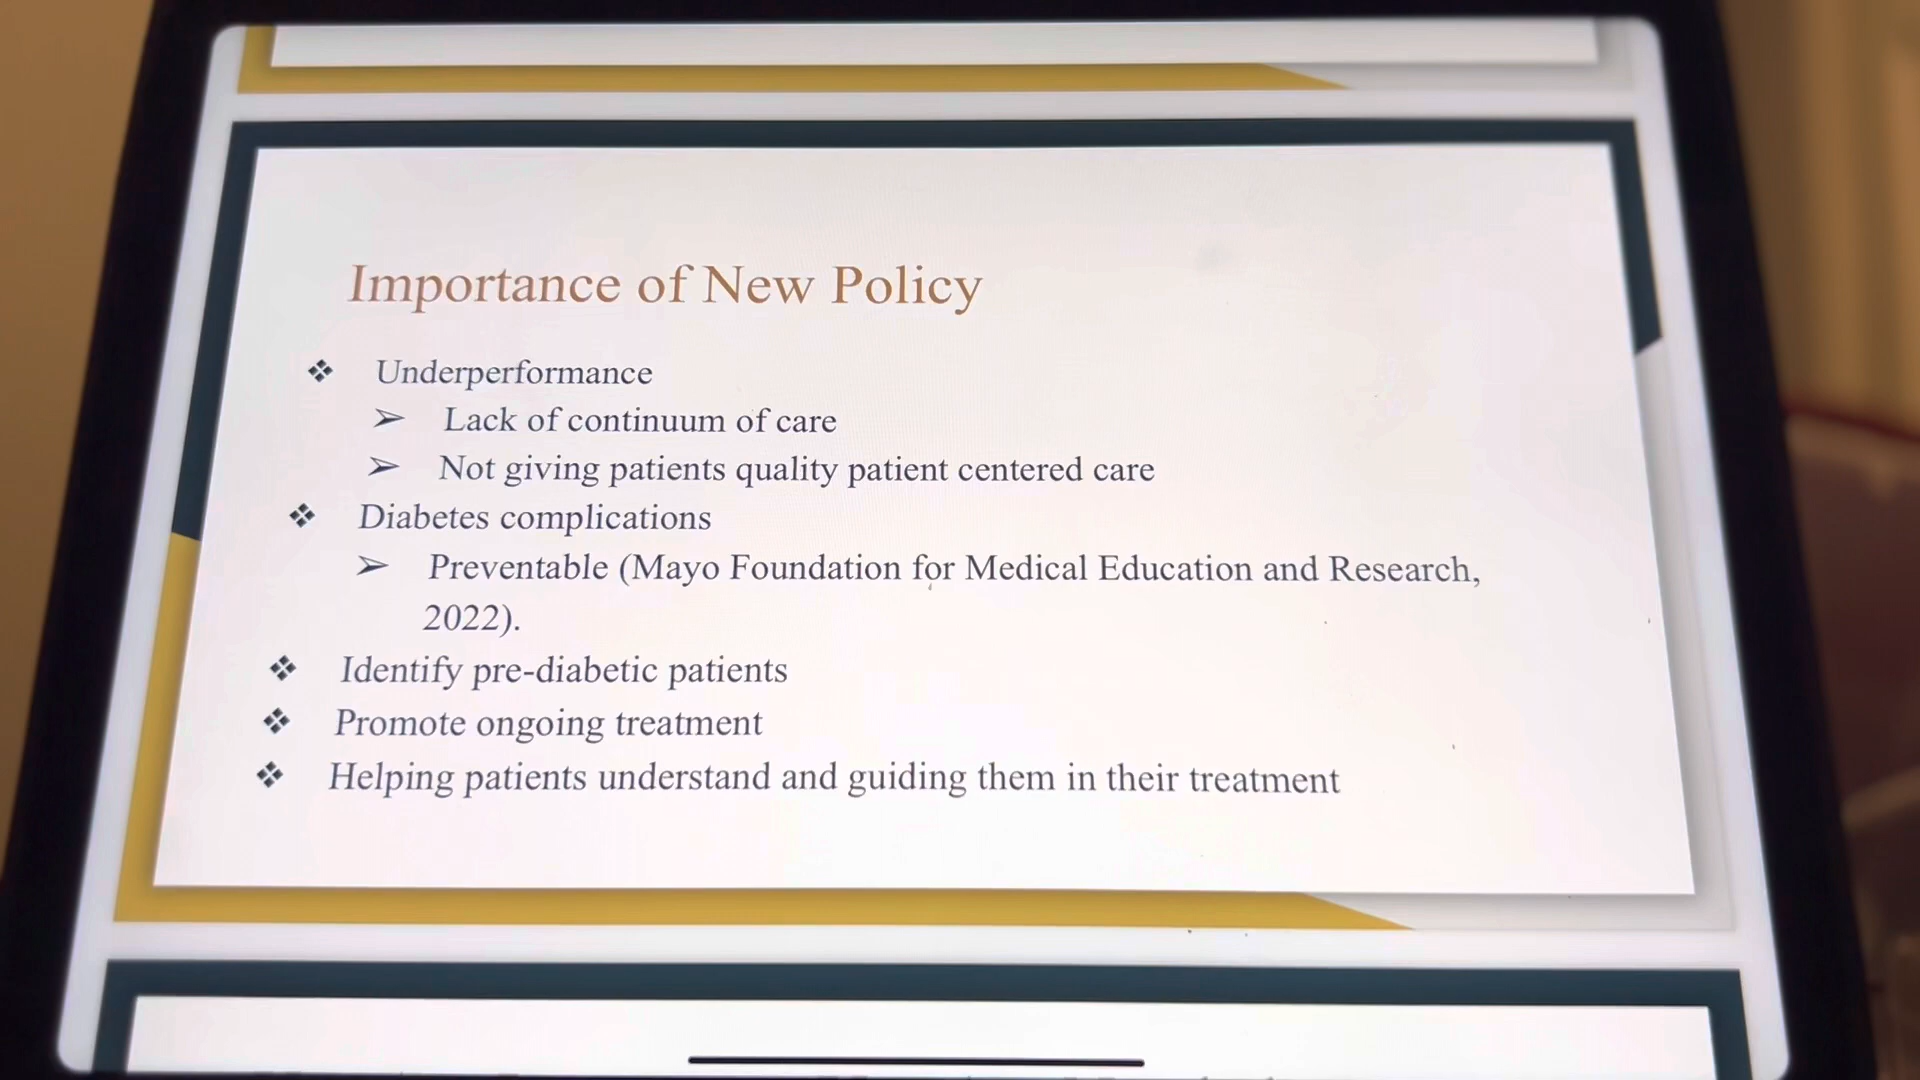 Importance of New Policy
❖ Underperformance
➢ Lack of continuum of care
➢ Not giving patients quality patient centered care
❖ Diabetes complications
➢ Preventable (Mayo Foundation for Medical Education and Research,
2022).
❖ Identify pre-diabetic patients
❖ Promote ongoing treatment
❖ Helping patients understand and guiding them in their treatment